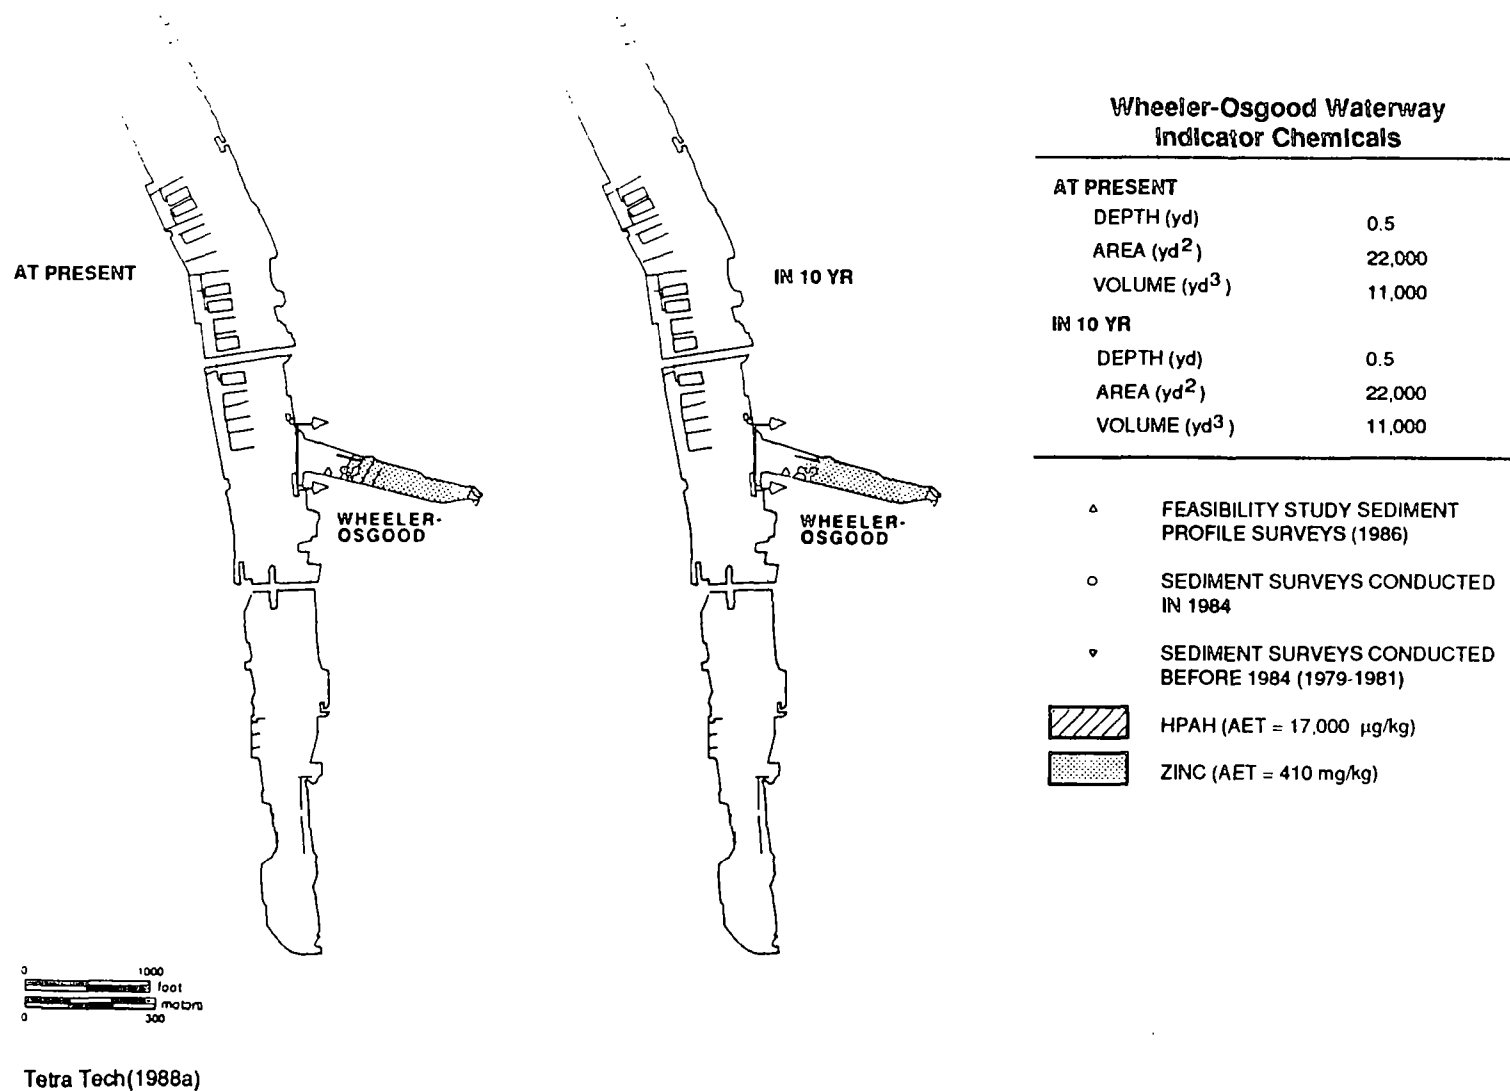 Wheeler-Osgood Waterway
Indicator Chemicals
AT PRESENT
DEPTH (yd) 0.5
AREA (yd²) 22,000
VOLUME (yd³) 11,000
IN 10 YR
DEPTH (yd) 0.5
AREA (yd²) 22,000
VOLUME (yd³) 11,000
AT PRESENT
IN 10 YR
WHEELER-
OSGOOD
WHEELER-
OSGOOD
FEASIBILITY STUDY SEDIMENT
PROFILE SURVEYS (1986)
SEDIMENT SURVEYS CONDUCTED
IN 1984
SEDIMENT SURVEYS CONDUCTED
BEFORE 1984 (1979-1981)
HPAH (AET = 17,000 µg/kg)
ZINC (AET = 410 mg/kg)
0 1000
feet
meters
0 300
Tetra Tech(1988a)